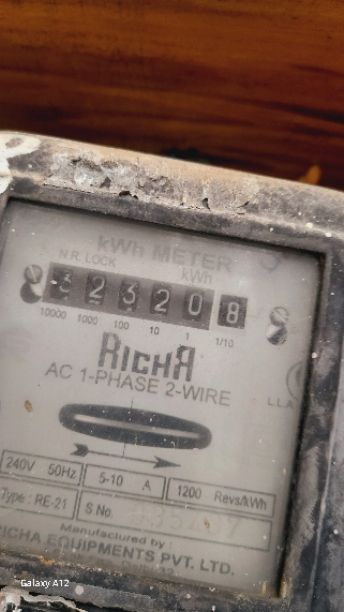 kWh METER
N.R. LOCK kWh
3 2 3 2 0 8
10000 1000 100 10 1 1/10
RICHA
AC 1-PHASE 2-WIRE
LLA
240V 50Hz 5-10 A 1200 Revs/kWh
Type : RE-21 S.No.
Manufactured by
RICHA EQUIPMENTS PVT. LTD.
Galaxy A12